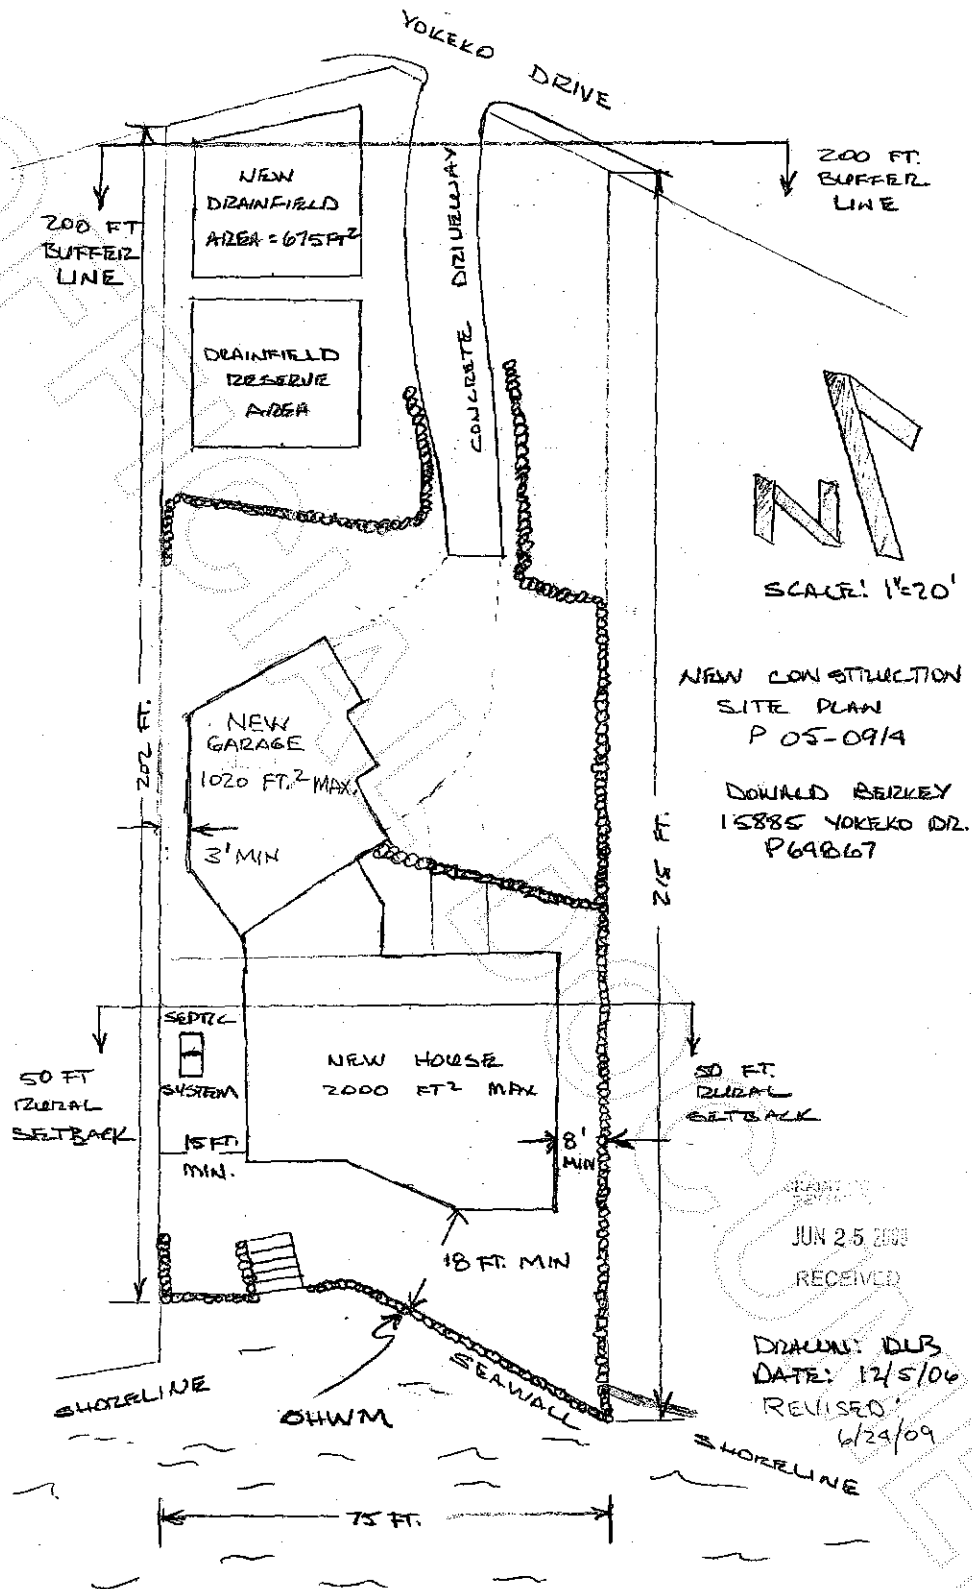 YOKEKO DRIVE
200 FT.
BUFFER
LINE
200 FT
BUFFER
LINE
NEW
DRAINFIELD
AREA = 675 FT²
CONCRETE DRIVEWAY
DRAINFIELD
RESERVE
AREA
N
SCALE: 1"=20'
NEW CONSTRUCTION
SITE PLAN
P 05-0914
DONALD BERKEY
15885 YOKEKO DR.
P69867
202 FT.
NEW
GARAGE
1020 FT.² MAX.
3' MIN
215 FT.
SEPTIC
SYSTEM
NEW HOUSE
2000 FT² MAX
50 FT
RURAL
SETBACK
50 FT.
RURAL
SETBACK
15 FT.
MIN.
8'
MIN
18 FT. MIN
JUN 25
RECEIVED
DRAWN: DLB
DATE: 12/5/06
REVISED:
6/24/09
SHORELINE
OHWM
SEAWALL
SHORELINE
75 FT.